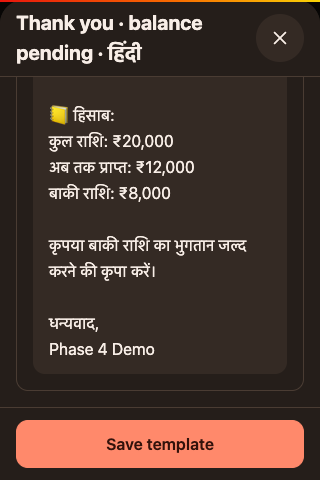 Thank you · balance
pending · हिंदी
📒 हिसाब:
कुल राशि: ₹20,000
अब तक प्राप्त: ₹12,000
बाकी राशि: ₹8,000
कृपया बाकी राशि का भुगतान जल्द
करने की कृपा करें।
धन्यवाद,
Phase 4 Demo
Save template